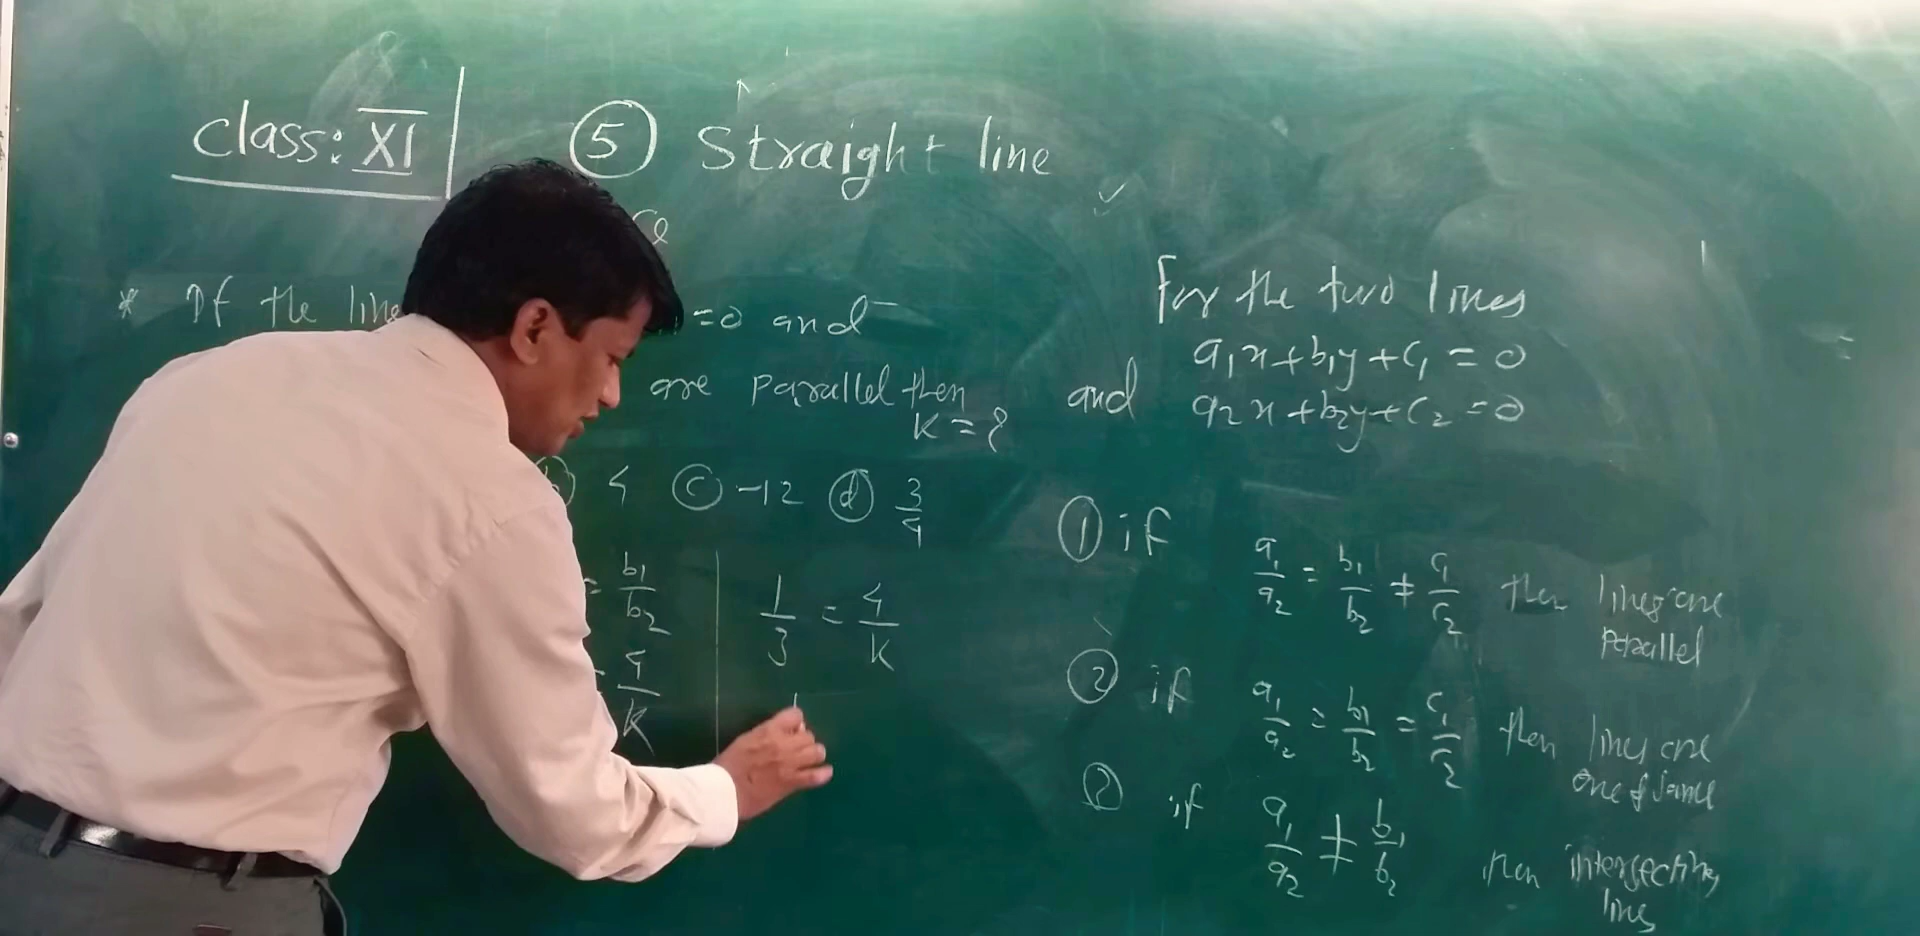 class: XI
5 Straight line
ce
* If the line =0 and
are parallel then
K = ?
4 c -12 d 3/4
= b1/b2
4/K
1/3 = 4/K
For the two lines
a1x+b1y+c1=0
and a2x+b2y+c2=0
1 if a1/a2 = b1/b2 ≠ c1/c2 then lines are
parallel
2 if a1/a2 = b1/b2 = c1/c2 then lines are
one & same
if a1/a2 ≠ b1/b2 then intersecting
lines